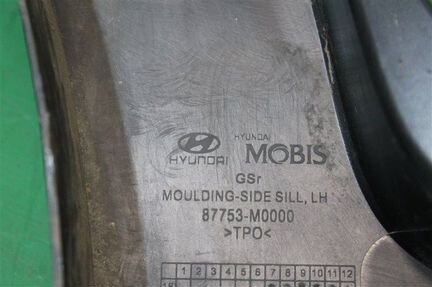 HYUNDAI
HYUNDAI
MOBIS
GSr
MOULDING-SIDE SILL, LH
87753-M0000
>TPO<
1 2 3 4 5 6 7 8 9 10 11 12